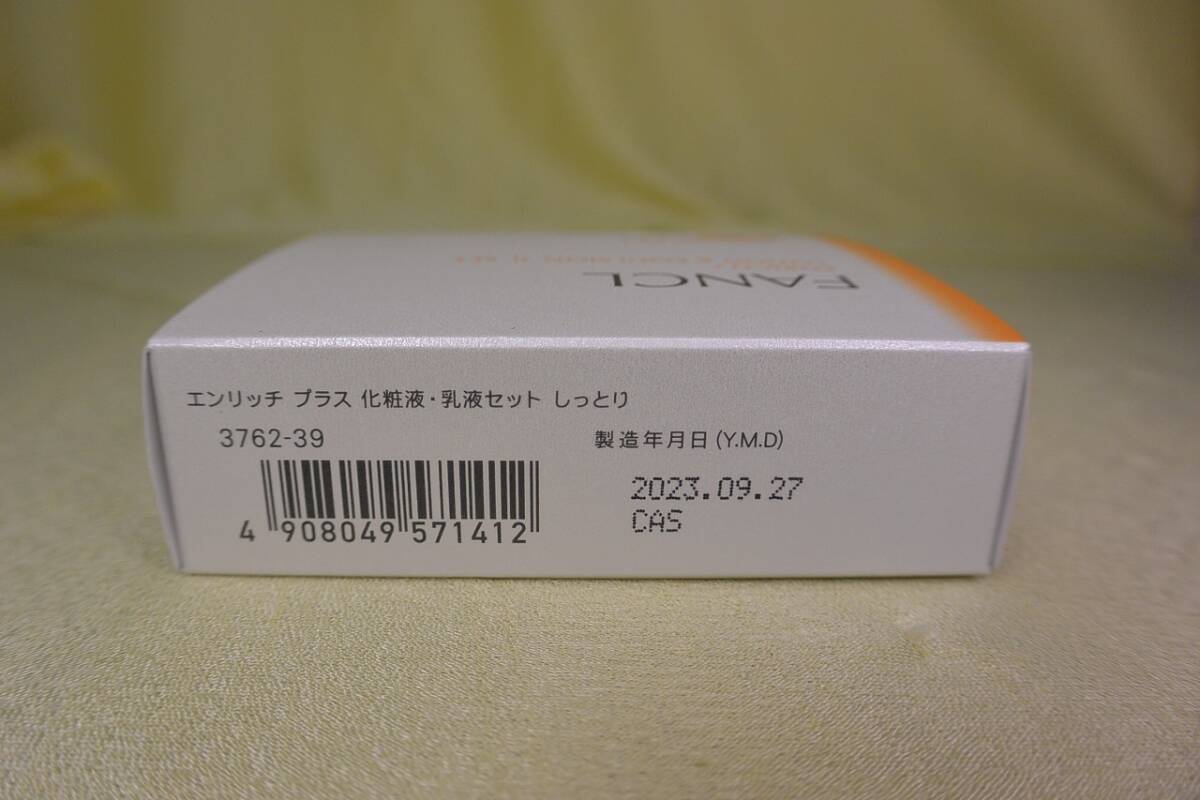 FANCL
エンリッチ プラス 化粧液・乳液セット しっとり
3762-39
製造年月日 (Y.M.D)
2023.09.27
CAS
4 908049 571412